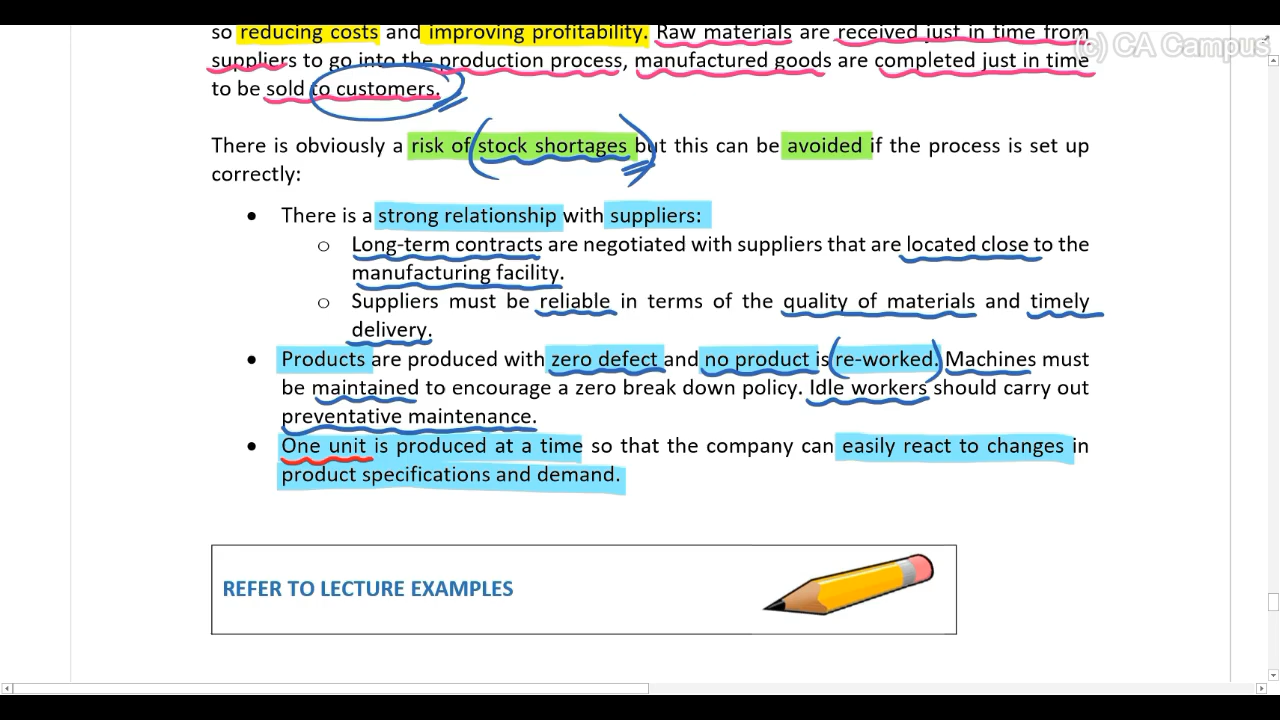 so reducing costs and improving profitability. Raw materials are received just in time from
(c) CA Campus
suppliers to go into the production process, manufactured goods are completed just in time
to be sold to customers.
There is obviously a risk of stock shortages but this can be avoided if the process is set up
correctly:
• There is a strong relationship with suppliers:
o Long-term contracts are negotiated with suppliers that are located close to the
manufacturing facility.
o Suppliers must be reliable in terms of the quality of materials and timely
delivery.
• Products are produced with zero defect and no product is re-worked. Machines must
be maintained to encourage a zero break down policy. Idle workers should carry out
preventative maintenance.
• One unit is produced at a time so that the company can easily react to changes in
product specifications and demand.
REFER TO LECTURE EXAMPLES